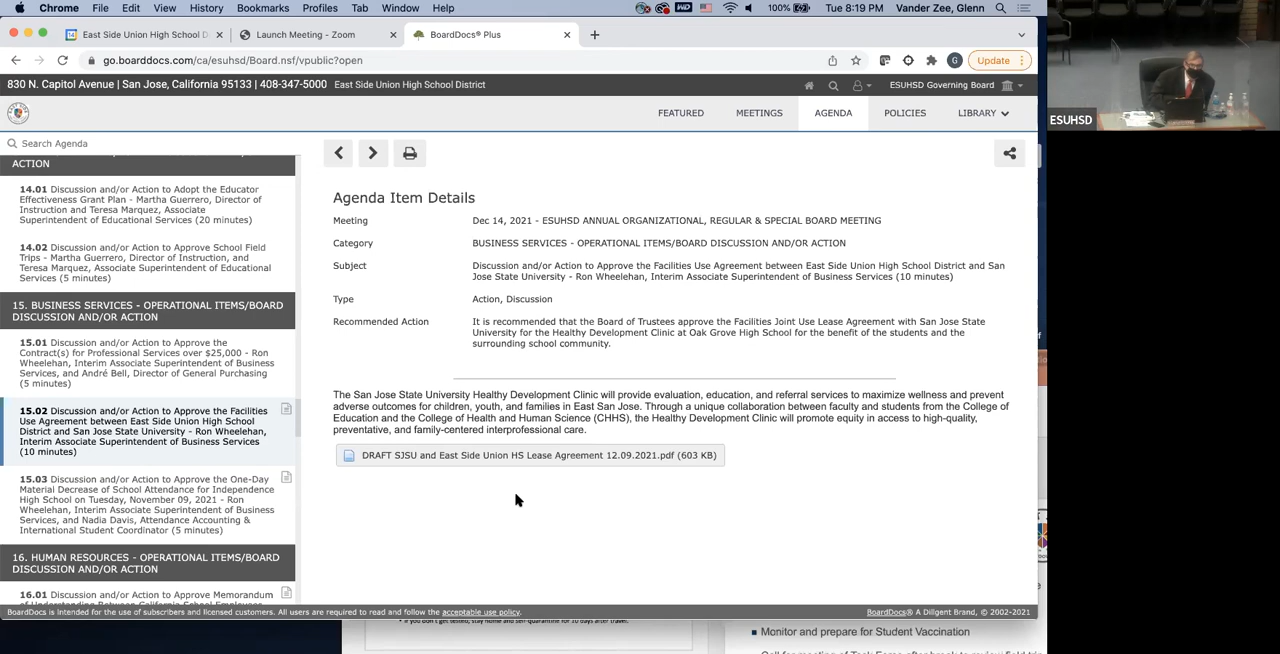 Chrome File Edit View History Bookmarks Profiles Tab Window Help
100% Tue 8:19 PM Vander Zee, Glenn
East Side Union High School D
Launch Meeting - Zoom
BoardDocs® Plus
go.boarddocs.com/ca/esuhsd/Board.nsf/vpublic?open
G
Update
830 N. Capitol Avenue | San Jose, California 95133 | 408-347-5000 East Side Union High School District
ESUHSD Governing Board
FEATURED MEETINGS AGENDA POLICIES LIBRARY
Search Agenda
ACTION
14.01 Discussion and/or Action to Adopt the Educator
Effectiveness Grant Plan - Martha Guerrero, Director of
Instruction and Teresa Marquez, Associate
Superintendent of Educational Services (20 minutes)
14.02 Discussion and/or Action to Approve School Field
Trips - Martha Guerrero, Director of Instruction, and
Teresa Marquez, Associate Superintendent of Educational
Services (5 minutes)
15. BUSINESS SERVICES - OPERATIONAL ITEMS/BOARD
DISCUSSION AND/OR ACTION
15.01 Discussion and/or Action to Approve the
Contract(s) for Professional Services over $25,000 - Ron
Wheelehan, Interim Associate Superintendent of Business
Services, and André Bell, Director of General Purchasing
(5 minutes)
15.02 Discussion and/or Action to Approve the Facilities
Use Agreement between East Side Union High School
District and San Jose State University - Ron Wheelehan,
Interim Associate Superintendent of Business Services
(10 minutes)
15.03 Discussion and/or Action to Approve the One-Day
Material Decrease of School Attendance for Independence
High School on Tuesday, November 09, 2021 - Ron
Wheelehan, Interim Associate Superintendent of Business
Services, and Nadia Davis, Attendance Accounting &
International Student Coordinator (5 minutes)
16. HUMAN RESOURCES - OPERATIONAL ITEMS/BOARD
DISCUSSION AND/OR ACTION
16.01 Discussion and/or Action to Approve Memorandum
of Understanding Between California School Employees
Agenda Item Details
Meeting Dec 14, 2021 - ESUHSD ANNUAL ORGANIZATIONAL, REGULAR & SPECIAL BOARD MEETING
Category BUSINESS SERVICES - OPERATIONAL ITEMS/BOARD DISCUSSION AND/OR ACTION
Subject Discussion and/or Action to Approve the Facilities Use Agreement between East Side Union High School District and San
Jose State University - Ron Wheelehan, Interim Associate Superintendent of Business Services (10 minutes)
Type Action, Discussion
Recommended Action It is recommended that the Board of Trustees approve the Facilities Joint Use Lease Agreement with San Jose State
University for the Healthy Development Clinic at Oak Grove High School for the benefit of the students and the
surrounding school community.
The San Jose State University Healthy Development Clinic will provide evaluation, education, and referral services to maximize wellness and prevent
adverse outcomes for children, youth, and families in East San Jose. Through a unique collaboration between faculty and students from the College of
Education and the College of Health and Human Science (CHHS), the Healthy Development Clinic will promote equity in access to high-quality,
preventative, and family-centered interprofessional care.
DRAFT SJSU and East Side Union HS Lease Agreement 12.09.2021.pdf (603 KB)
BoardDocs is intended for the use of subscribers and licensed customers. All users are required to read and follow the acceptable use policy.
BoardDocs® A Diligent Brand, © 2002-2021
If you don't get tested, stay home and self-quarantine for 10 days after travel.
Monitor and prepare for Student Vaccination
ESUHSD